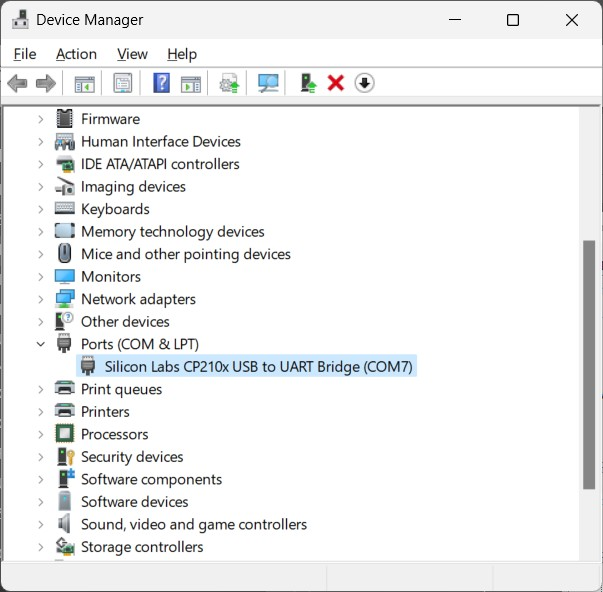 Device Manager
File Action View Help
?
Firmware
Human Interface Devices
IDE ATA/ATAPI controllers
Imaging devices
Keyboards
Memory technology devices
Mice and other pointing devices
Monitors
Network adapters
Other devices
Ports (COM & LPT)
Silicon Labs CP210x USB to UART Bridge (COM7)
Print queues
Printers
Processors
Security devices
Software components
Software devices
Sound, video and game controllers
Storage controllers